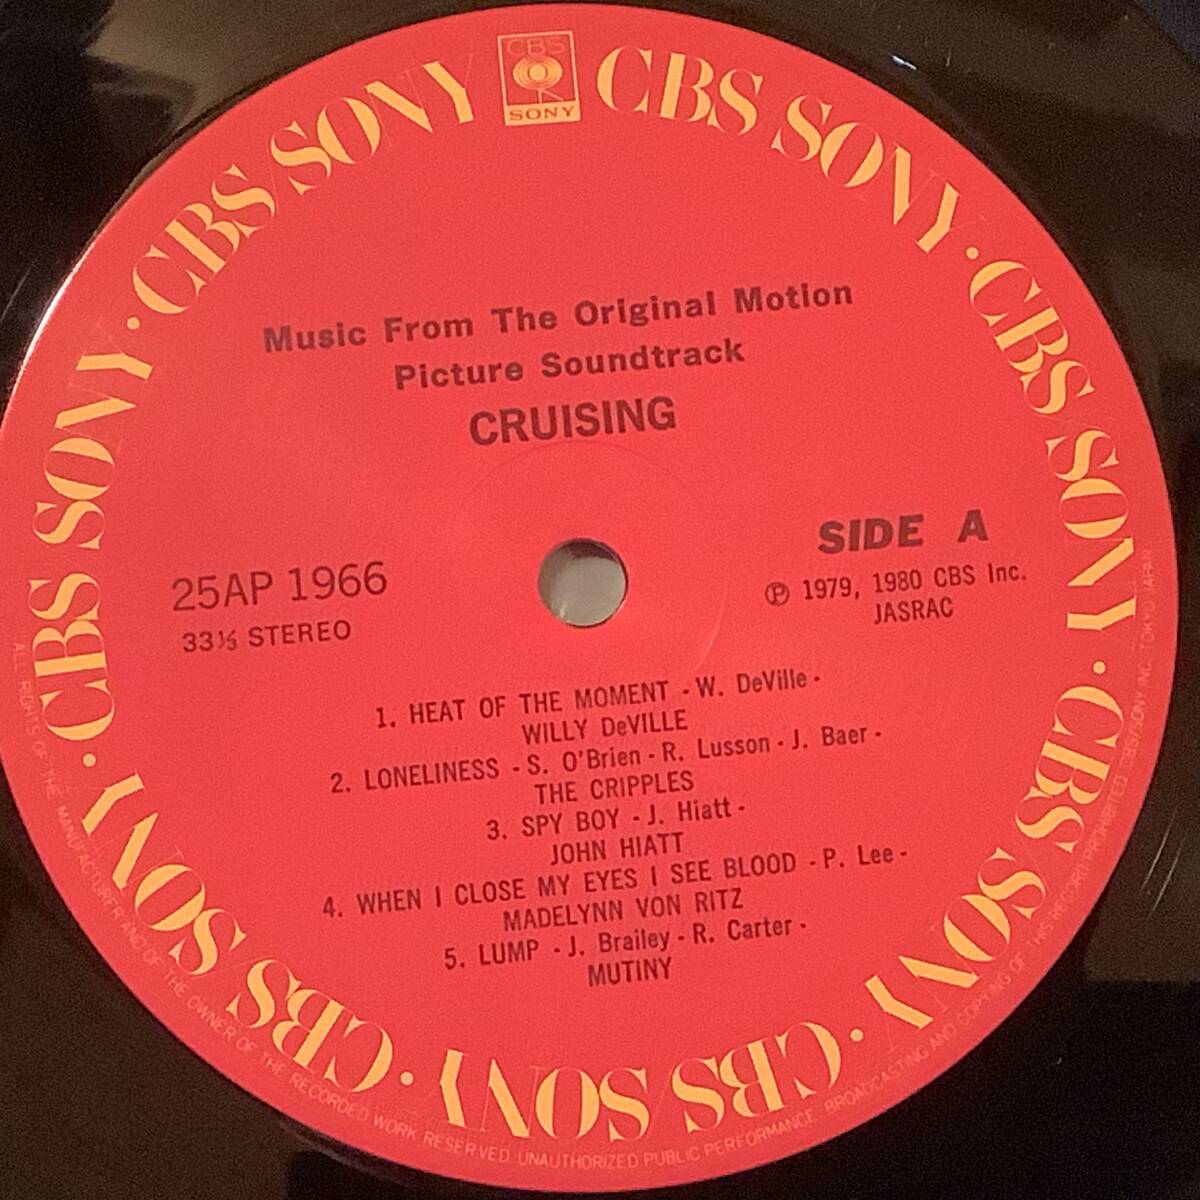 CBS
SONY
CBS SONY · CBS SONY · CBS SONY · CBS SONY · CBS SONY · CBS SONY · CBS/SONY
Music From The Original Motion
Picture Soundtrack
CRUISING
SIDE A
25AP 1966
33⅓ STEREO
Ⓟ 1979, 1980 CBS Inc.
JASRAC
1. HEAT OF THE MOMENT - W. DeVille -
WILLY DeVILLE
2. LONELINESS - S. O'Brien - R. Lusson - J. Baer -
THE CRIPPLES
3. SPY BOY - J. Hiatt -
JOHN HIATT
4. WHEN I CLOSE MY EYES I SEE BLOOD - P. Lee -
MADELYNN VON RITZ
5. LUMP - J. Brailey - R. Carter -
MUTINY
ALL RIGHTS OF THE MANUFACTURER AND OF THE OWNER OF THE RECORDED WORK RESERVED. UNAUTHORIZED PUBLIC PERFORMANCE, BROADCASTING AND COPYING OF THIS RECORD PROHIBITED. CBS/SONY INC. TOKYO JAPAN